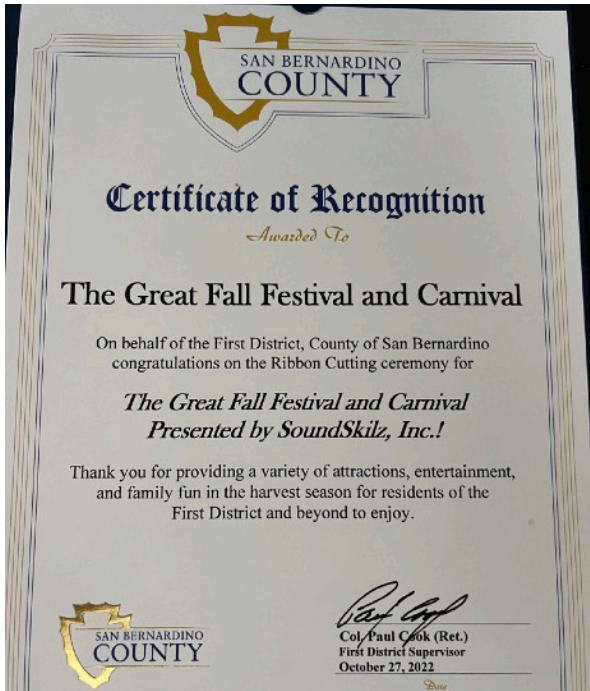 SAN BERNARDINO
COUNTY
Certificate of Recognition
Awarded To
The Great Fall Festival and Carnival
On behalf of the First District, County of San Bernardino
congratulations on the Ribbon Cutting ceremony for
The Great Fall Festival and Carnival
Presented by SoundSkilz, Inc.!
Thank you for providing a variety of attractions, entertainment,
and family fun in the harvest season for residents of the
First District and beyond to enjoy.
SAN BERNARDINO
COUNTY
Paul Cook
Col. Paul Cook (Ret.)
First District Supervisor
October 27, 2022
Date